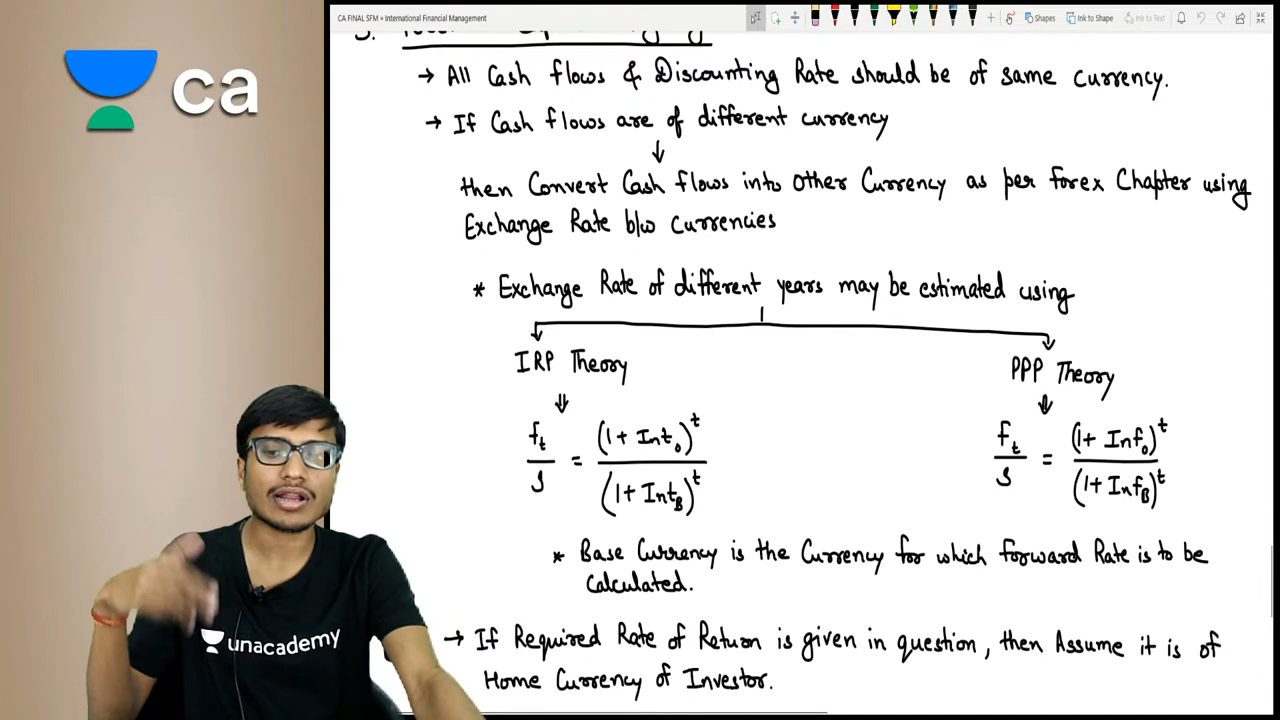 ca
CA FINAL SFM • International Financial Management
Shapes
Ink to Shape
Ink to Text
→ All Cash flows & Discounting Rate should be of same currency.
→ If Cash flows are of different currency
↓
then Convert Cash flows into Other Currency as per forex Chapter using
Exchange Rate b/w Currencies
* Exchange Rate of different years may be estimated using
IRP Theory
PPP Theory
⇓ ⇓
f_t / S = (1 + Int_0)^t / (1 + Int_B)^t
f_t / S = (1 + Inf_0)^t / (1 + Inf_B)^t
* Base Currency is the Currency for which forward Rate is to be
Calculated.
→ If Required Rate of Return is given in question, then Assume it is of
Home Currency of Investor.
unacademy